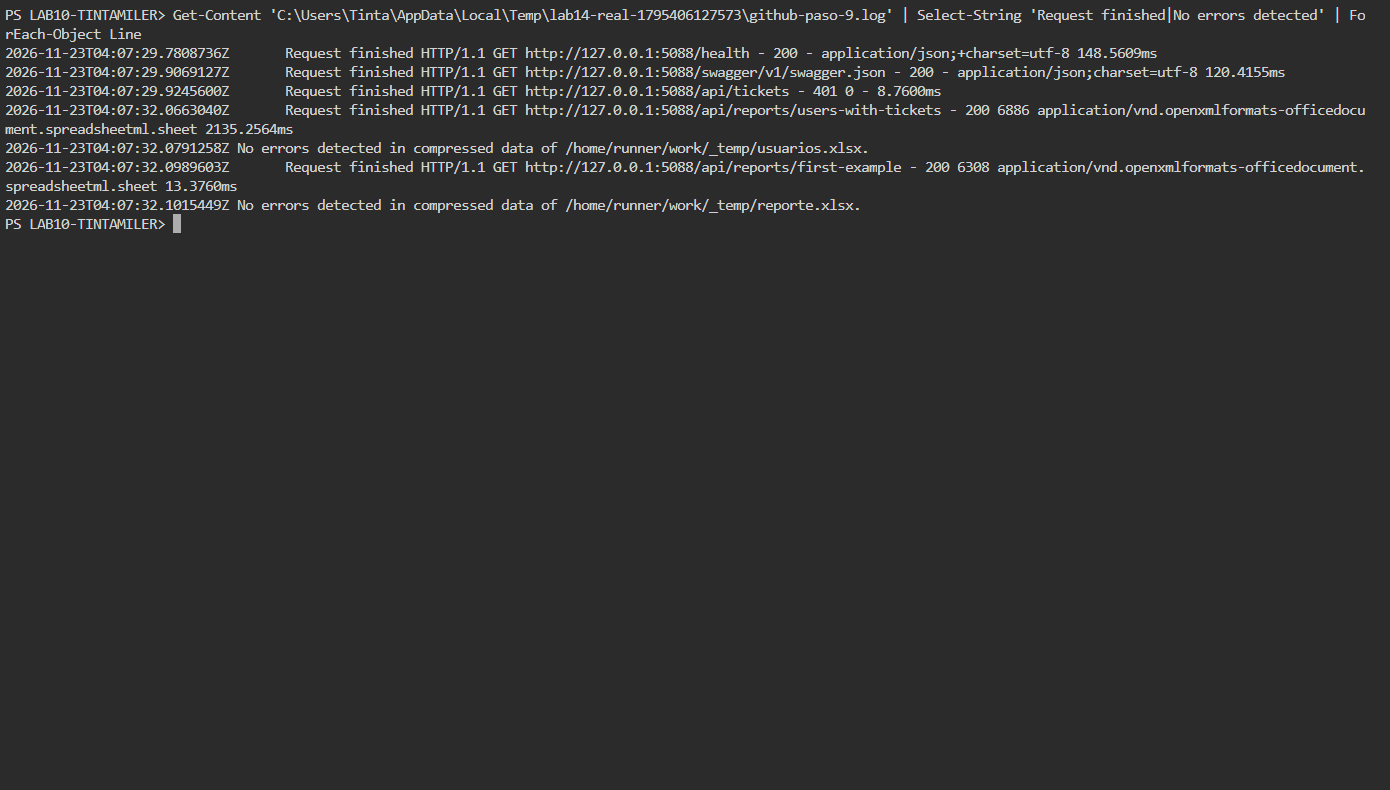 PS LAB10-TINTAMILER> Get-Content 'C:\Users\Tinta\AppData\Local\Temp\lab14-real-1795406127573\github-paso-9.log' | Select-String 'Request finished|No errors detected' | Fo
rEach-Object Line
2026-11-23T04:07:29.7808736Z       Request finished HTTP/1.1 GET http://127.0.0.1:5088/health - 200 - application/json;+charset=utf-8 148.5609ms
2026-11-23T04:07:29.9069127Z       Request finished HTTP/1.1 GET http://127.0.0.1:5088/swagger/v1/swagger.json - 200 - application/json;charset=utf-8 120.4155ms
2026-11-23T04:07:29.9245600Z       Request finished HTTP/1.1 GET http://127.0.0.1:5088/api/tickets - 401 0 - 8.7600ms
2026-11-23T04:07:32.0663040Z       Request finished HTTP/1.1 GET http://127.0.0.1:5088/api/reports/users-with-tickets - 200 6886 application/vnd.openxmlformats-officedocu
ment.spreadsheetml.sheet 2135.2564ms
2026-11-23T04:07:32.0791258Z No errors detected in compressed data of /home/runner/work/_temp/usuarios.xlsx.
2026-11-23T04:07:32.0989603Z       Request finished HTTP/1.1 GET http://127.0.0.1:5088/api/reports/first-example - 200 6308 application/vnd.openxmlformats-officedocument.
spreadsheetml.sheet 13.3760ms
2026-11-23T04:07:32.1015449Z No errors detected in compressed data of /home/runner/work/_temp/reporte.xlsx.
PS LAB10-TINTAMILER>